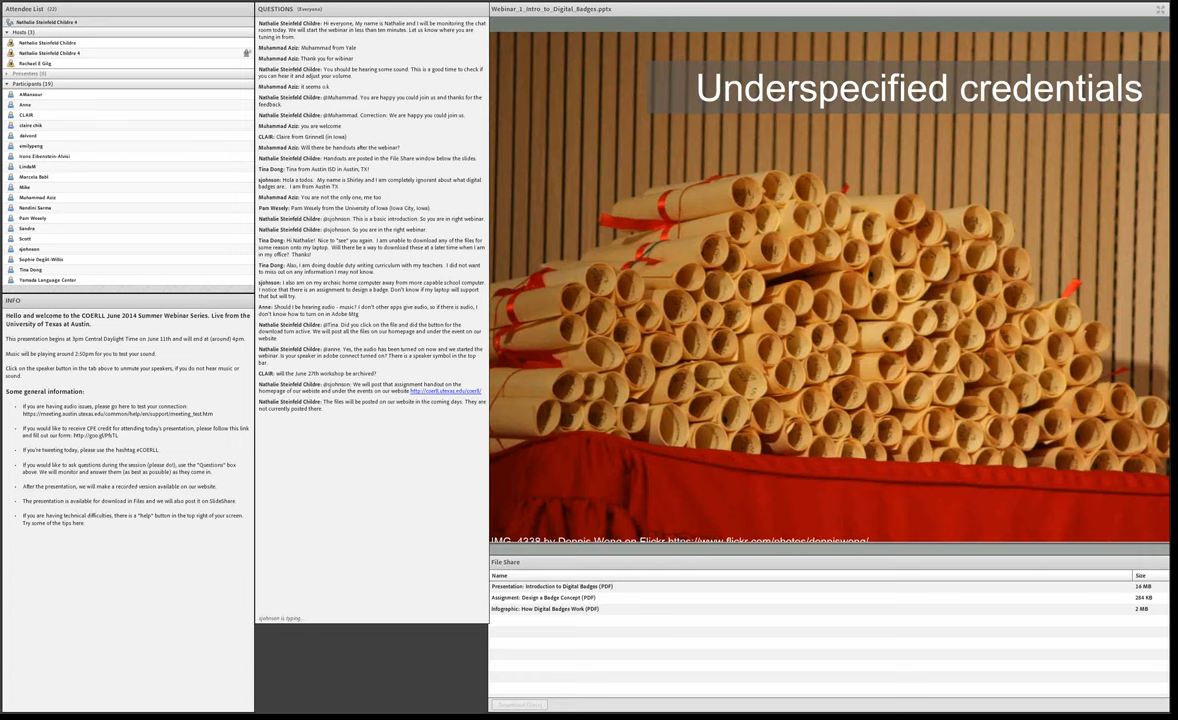 Attendee List (22)
Nathalie Steinfeld Childre 4
Hosts (3)
Nathalie Steinfeld Childre
Nathalie Steinfeld Childre 4
Rachael E Gilg
Presenters (0)
Participants (19)
AMansour
Anne
CLAIR
claire chik
dalvord
emilypeng
Irene Eibenstein-Alvisi
LindaM
Marcela Babl
Mike
Muhammad Aziz
Nandini Sarma
Pam Wesely
Sandra
Scott
sjohnson
Sophie Degât-Willis
Tina Dong
Yamada Language Center
INFO
Hello and welcome to the COERLL June 2014 Summer Webinar Series. Live from the
University of Texas at Austin.
This presentation begins at 3pm Central Daylight Time on June 11th and will end at (around) 4pm.
Music will be playing around 2:50pm for you to test your sound.
Click on the speaker button in the tab above to unmute your speakers, if you do not hear music or
sound.
Some general information:
• If you are having audio issues, please go here to test your connection:
https://meeting.austin.utexas.edu/common/help/en/support/meeting_test.htm
• If you would like to receive CPE credit for attending today's presentation, please follow this link
and fill out our form: http://goo.gl/PfsTL
• If you're tweeting today, please use the hashtag #COERLL
• If you would like to ask questions during the session (please do!), use the "Questions" box
above. We will monitor and answer them (as best as possible) as they come in.
• After the presentation, we will make a recorded version available on our website.
• The presentation is available for download in Files and we will also post it on SlideShare.
• If you are having technical difficulties, there is a "help" button in the top right of your screen.
Try some of the tips here.
QUESTIONS (Everyone)
Nathalie Steinfeld Childre: Hi everyone, My name is Nathalie and I will be monitoring the chat
room today. We will start the webinar in less than ten minutes. Let us know where you are
tuning in from.
Muhammad Aziz: Muhammad from Yale
Muhammad Aziz: Thank you for wibinar
Nathalie Steinfeld Childre: You should be hearing some sound. This is a good time to check if
you can hear it and adjust your volume.
Muhammad Aziz: it seems o.k
Nathalie Steinfeld Childre: @Muhammad. You are happy you could join us and thanks for the
feedback.
Nathalie Steinfeld Childre: @Muhammad. Correction: We are happy you could join us.
Muhammad Aziz: you are welcome
CLAIR: Claire from Grinnell (in Iowa)
Muhammad Aziz: Will there be handouts after the webinar?
Nathalie Steinfeld Childre: Handouts are posted in the File Share window below the slides.
Tina Dong: Tina from Austin ISD in Austin, TX!
sjohnson: Hola a todos. My name is Shirley and I am completely ignorant about what digital
badges are.. I am from Austin TX
Muhammad Aziz: You are not the only one, me too
Pam Wesely: Pam Wesely from the University of Iowa (Iowa City, Iowa).
Nathalie Steinfeld Childre: @sjohnson. This is a basic introduction. So you are in right webinar.
Nathalie Steinfeld Childre: @sjohnson. So you are in the right webinar.
Tina Dong: Hi Nathalie! Nice to "see" you again. I am unable to download any of the files for
some reason onto my laptop. Will there be a way to download these at a later time when I am
in my office? Thanks!
Tina Dong: Also, I am doing double duty writing curriculum with my teachers. I did not want
to miss out on any information I may not know.
sjohnson: I also am on my archaic home computer away from more capable school computer.
I notice that there is an assignment to design a badge. Don't know if my laptop will support
that but will try.
Anne: Should I be hearing audio - music? I don't other apps give audio, so if there is audio, I
don't know how to turn on in Adobe Mtg
Nathalie Steinfeld Childre: @Tina. Did you click on the file and did the button for the
download turn active. We will post all the files on our homepage and under the event on our
website.
Nathalie Steinfeld Childre: @anne. Yes, the audio has been turned on now and we started the
webinar. Is your speaker in adobe connect turned on? There is a speaker symbol in the top
bar.
CLAIR: will the June 27th workshop be archived?
Nathalie Steinfeld Childre: @sjohnson. We will post that assignment handout on the
homepage of our website and under the events on our website http://coerll.utexas.edu/coerll/
Nathalie Steinfeld Childre: The files will be posted on our website in the coming days. They are
not currently posted there.
sjohnson is typing...
Webinar_1_Intro_to_Digital_Badges.pptx
Underspecified credentials
IMG_4338 by Dennis Wong on Flickr https://www.flickr.com/photos/denniswong/
File Share
Name Size
Presentation: Introduction to Digital Badges (PDF) 16 MB
Assignment: Design a Badge Concept (PDF) 284 KB
Infographic: How Digital Badges Work (PDF) 2 MB
Download File(s)